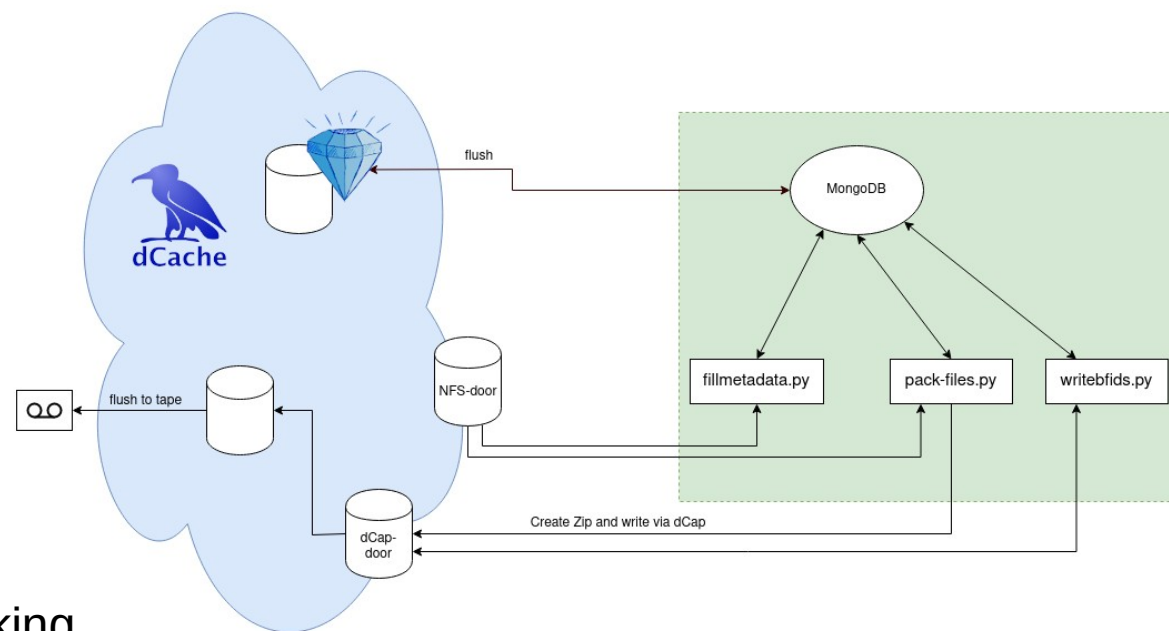 flush
MongoDB
dCache
NFS-door
fillmetadata.py
pack-files.py
writebfids.py
flush to tape
Create Zip and write via dCap
dCap-
door